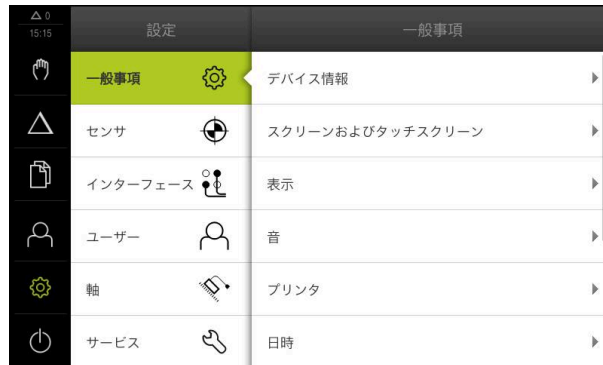 △ 0
15:15
設定
一般事項
一般事項
センサ
インターフェース
ユーザー
軸
サービス
デバイス情報
スクリーンおよびタッチスクリーン
表示
音
プリンタ
日時